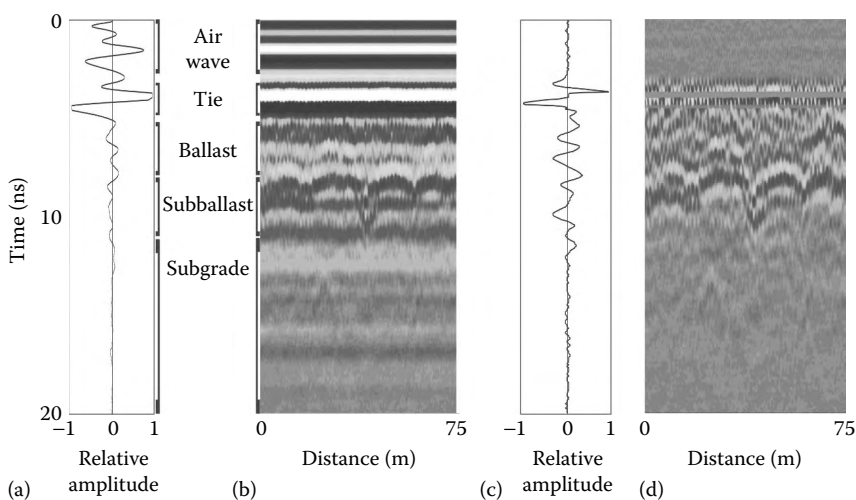 0
10
20
Time (ns)
Air
wave
Tie
Ballast
Subballast
Subgrade
−1 0 1
Relative
amplitude
(a)
0 75
Distance (m)
(b)
−1 0 1
Relative
amplitude
(c)
0 75
Distance (m)
(d)